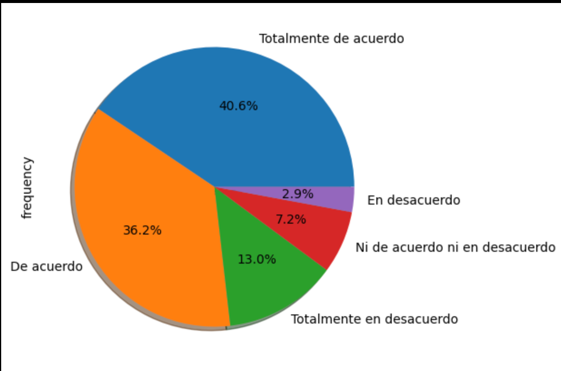 Totalmente de acuerdo
40.6%
frequency
2.9%
En desacuerdo
7.2%
36.2%
Ni de acuerdo ni en desacuerdo
13.0%
De acuerdo
Totalmente en desacuerdo